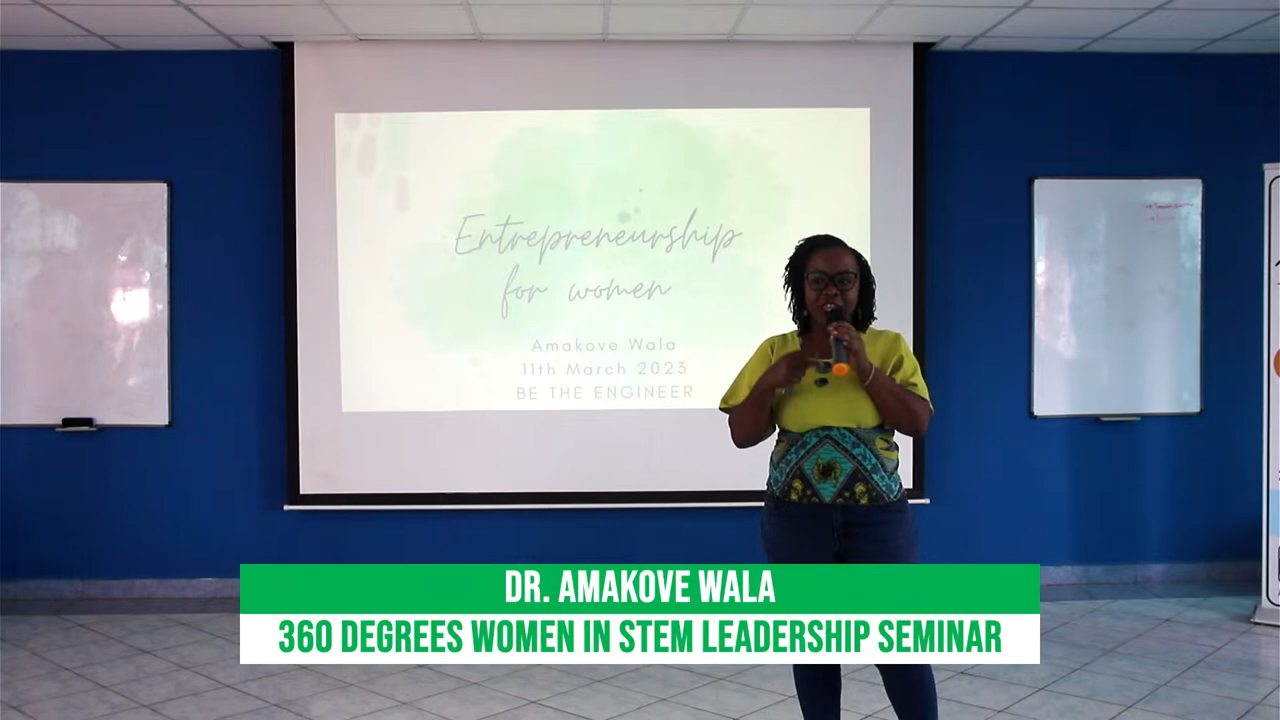 Entrepreneurship
for women
Amakove Wala
11th March 2023
BE THE ENGINEER
DR. AMAKOVE WALA
360 DEGREES WOMEN IN STEM LEADERSHIP SEMINAR